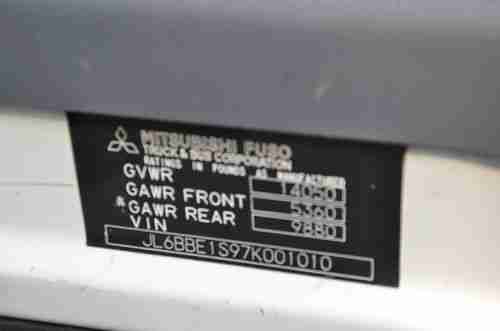 MITSUBISHI FUSO
TRUCK & BUS CORPORATION
RATINGS IN POUNDS AS MANUFACTURED
GVWR 14050
GAWR FRONT 5360
GAWR REAR 9880
VIN
JL6BBE1S97K001010